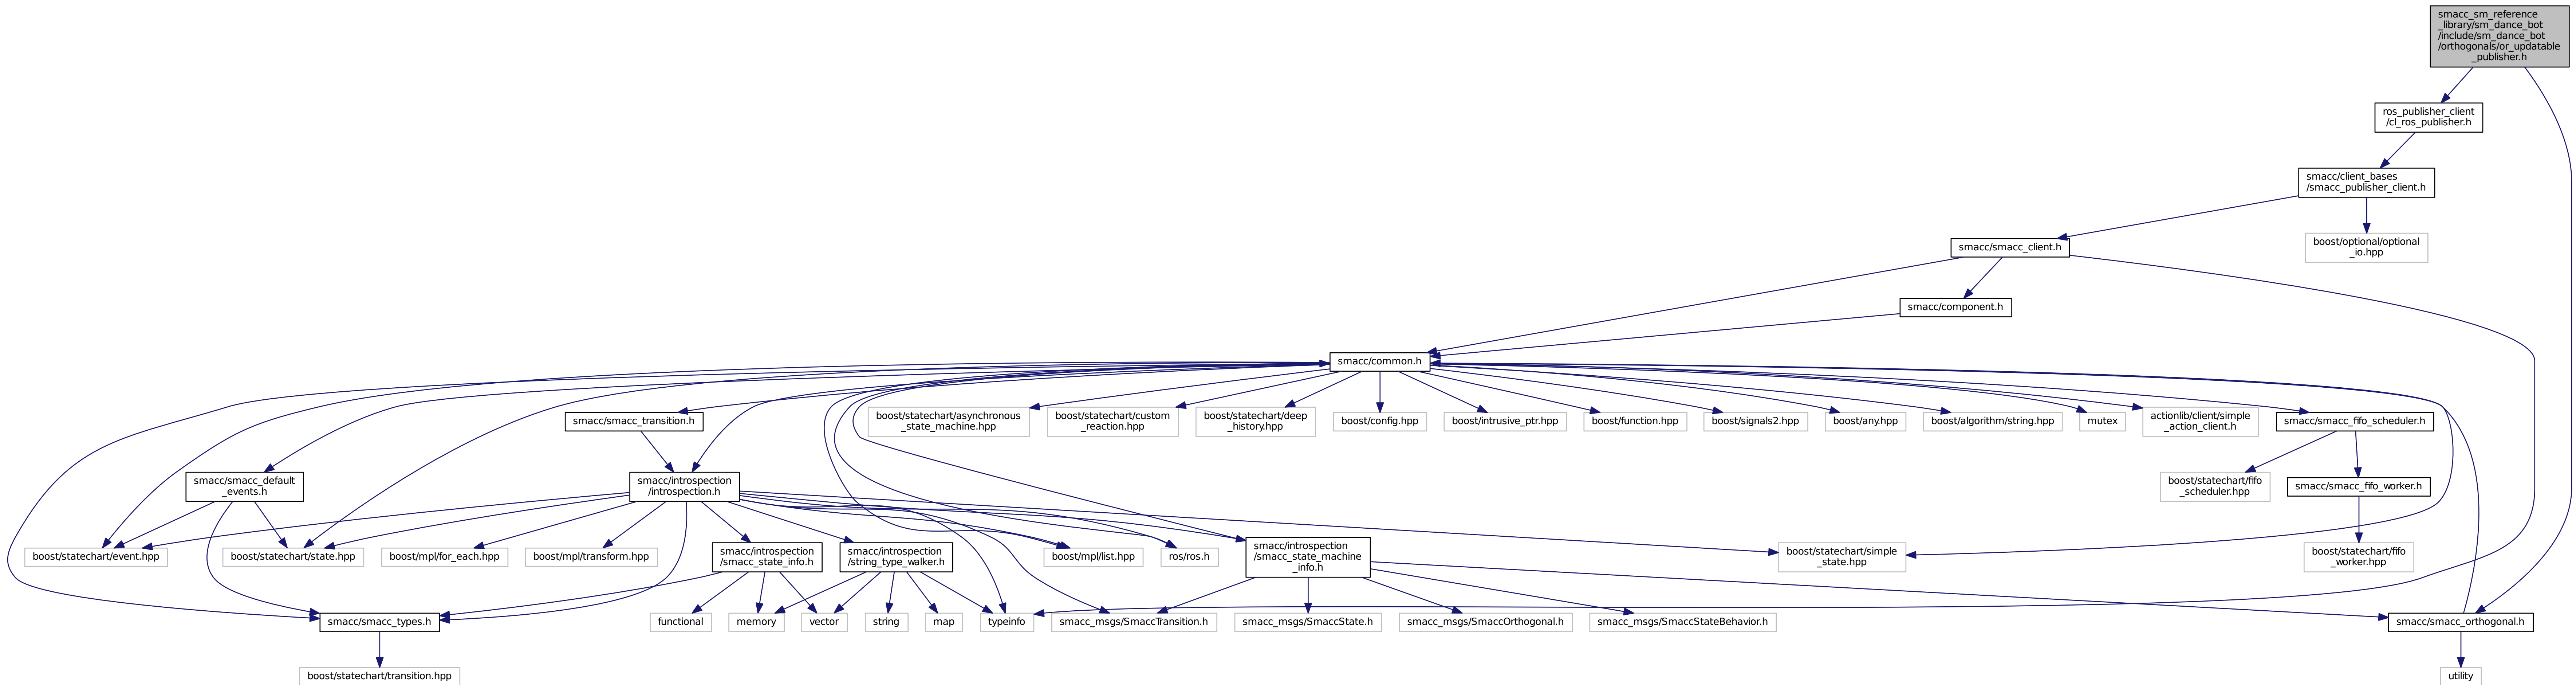 smacc_sm_reference
_library/sm_dance_bot
/include/sm_dance_bot
/orthogonals/or_updatable
_publisher.h
ros_publisher_client
/cl_ros_publisher.h
smacc/client_bases
/smacc_publisher_client.h
smacc/smacc_client.h
boost/optional/optional
_io.hpp
smacc/component.h
smacc/common.h
smacc/smacc_transition.h
boost/statechart/asynchronous
_state_machine.hpp
boost/statechart/custom
_reaction.hpp
boost/statechart/deep
_history.hpp
boost/config.hpp
boost/intrusive_ptr.hpp
boost/function.hpp
boost/signals2.hpp
boost/any.hpp
boost/algorithm/string.hpp
mutex
actionlib/client/simple
_action_client.h
smacc/smacc_fifo_scheduler.h
smacc/smacc_default
_events.h
smacc/introspection
/introspection.h
boost/statechart/fifo
_scheduler.hpp
smacc/smacc_fifo_worker.h
boost/statechart/event.hpp
boost/statechart/state.hpp
boost/mpl/for_each.hpp
boost/mpl/transform.hpp
smacc/introspection
/smacc_state_info.h
smacc/introspection
/string_type_walker.h
boost/mpl/list.hpp
ros/ros.h
smacc/introspection
/smacc_state_machine
_info.h
boost/statechart/simple
_state.hpp
boost/statechart/fifo
_worker.hpp
smacc/smacc_types.h
functional
memory
vector
string
map
typeinfo
smacc_msgs/SmaccTransition.h
smacc_msgs/SmaccState.h
smacc_msgs/SmaccOrthogonal.h
smacc_msgs/SmaccStateBehavior.h
smacc/smacc_orthogonal.h
boost/statechart/transition.hpp
utility